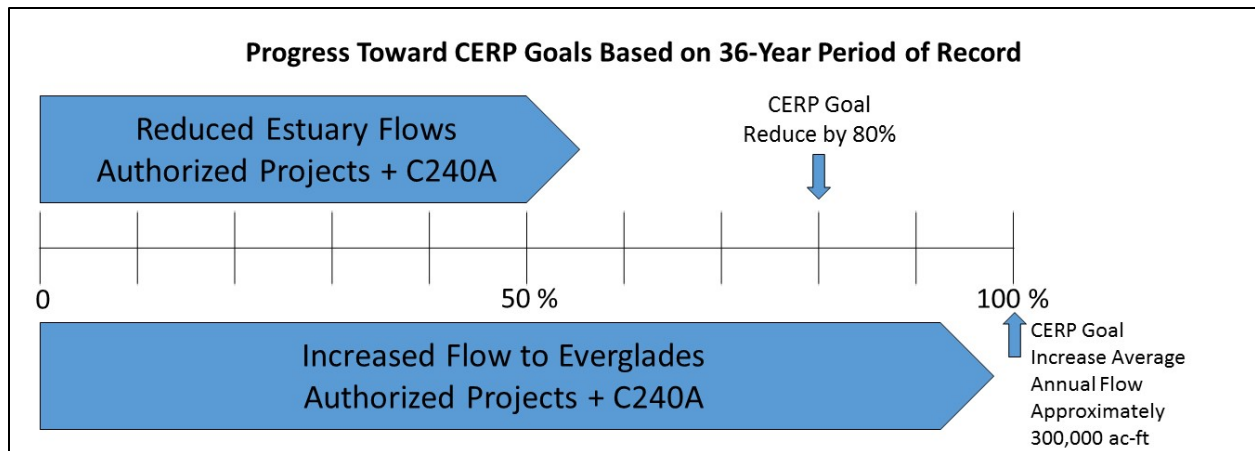 Progress Toward CERP Goals Based on 36-Year Period of Record
Reduced Estuary Flows
Authorized Projects + C240A
CERP Goal
Reduce by 80%
0
50 %
100 %
Increased Flow to Everglades
Authorized Projects + C240A
CERP Goal
Increase Average
Annual Flow
Approximately
300,000 ac-ft